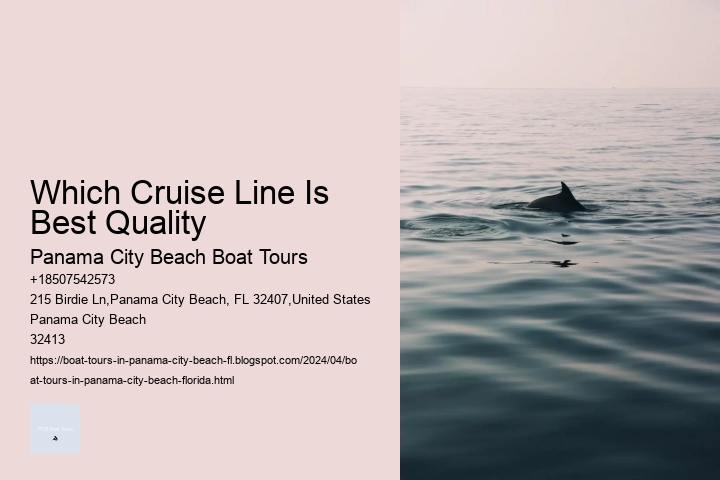 Which Cruise Line Is
Best Quality
Panama City Beach Boat Tours
+18507542573
215 Birdie Ln,Panama City Beach, FL 32407,United States
Panama City Beach
32413
https://boat-tours-in-panama-city-beach-fl.blogspot.com/2024/04/bo
at-tours-in-panama-city-beach-florida.html